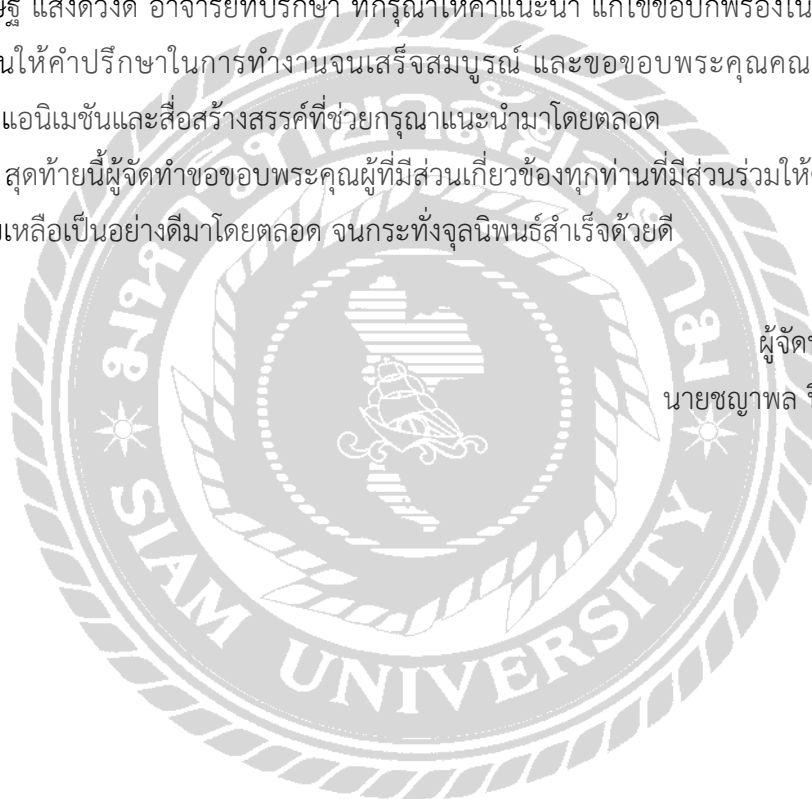 แสงดวงดี อาจารย์ที่ปรึกษา ที่กรุณาให้คำแนะนำ แก้ไขข้อบกพร่องใน
ให้คำปรึกษาในการทำงานจนเสร็จสมบูรณ์ และขอขอบพระคุณคณ
แอนิเมชันและสื่อสร้างสรรค์ที่ช่วยกรุณาแนะนำมาโดยตลอด
สุดท้ายนี้ผู้จัดทำขอขอบพระคุณผู้ที่มีส่วนเกี่ยวข้องทุกท่านที่มีส่วนร่วมให้
เหลือเป็นอย่างดีมาโดยตลอด จนกระทั่งจุลนิพนธ์สำเร็จด้วยดี
ผู้จัด
นายชญาพล
มหาวิทยาลัยสยาม
SIAM UNIVERSITY